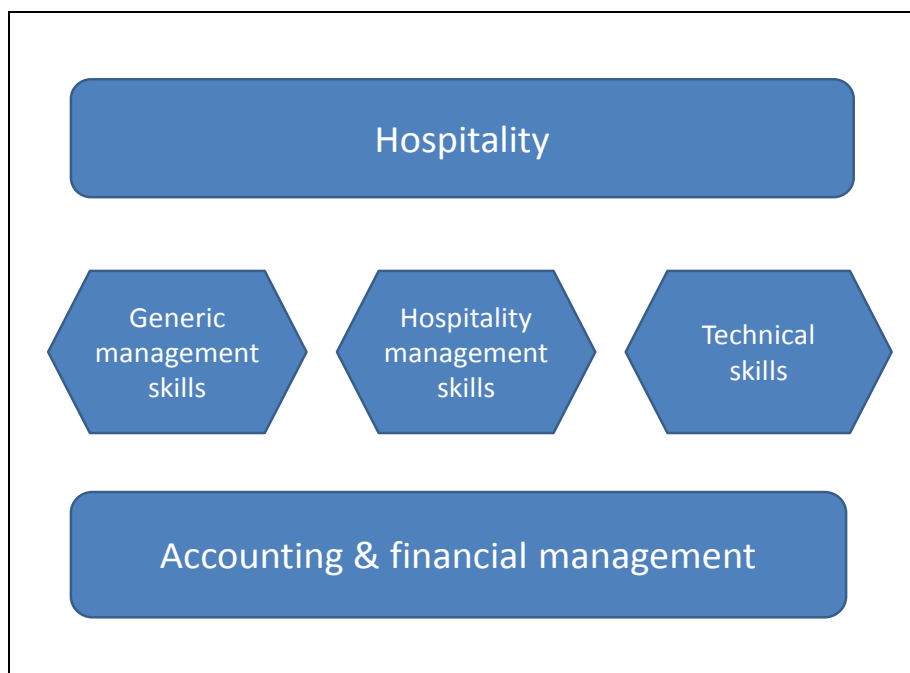 Hospitality
Generic
management
skills
Hospitality
management
skills
Technical
skills
Accounting & financial management